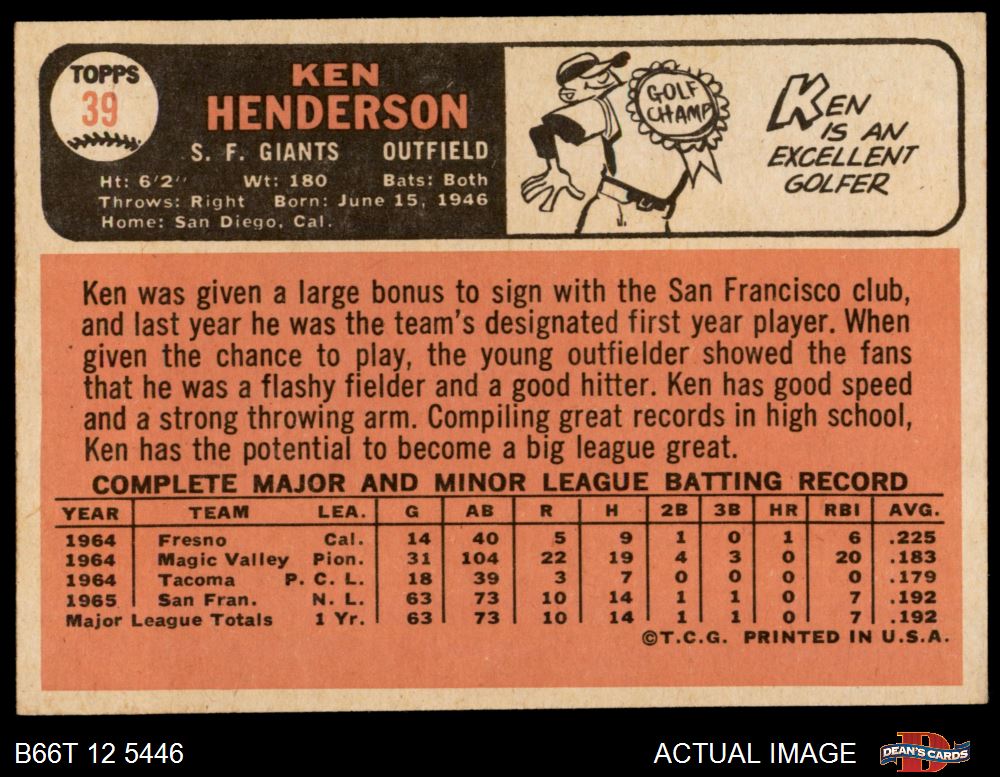 TOPPS
39
KEN
HENDERSON
S. F. GIANTS OUTFIELD
Ht: 6'2" Wt: 180 Bats: Both
Throws: Right Born: June 15, 1946
Home: San Diego, Cal.
GOLF
CHAMP
KEN
IS AN
EXCELLENT
GOLFER
Ken was given a large bonus to sign with the San Francisco club,
and last year he was the team's designated first year player. When
given the chance to play, the young outfielder showed the fans
that he was a flashy fielder and a good hitter. Ken has good speed
and a strong throwing arm. Compiling great records in high school,
Ken has the potential to become a big league great.
COMPLETE MAJOR AND MINOR LEAGUE BATTING RECORD
YEAR TEAM LEA. G AB R H 2B 3B HR RBI AVG.
1964 Fresno Cal. 14 40 5 9 1 0 1 6 .225
1964 Magic Valley Pion. 31 104 22 19 4 3 0 20 .183
1964 Tacoma P. C. L. 18 39 3 7 0 0 0 0 .179
1965 San Fran. N. L. 63 73 10 14 1 1 0 7 .192
Major League Totals 1 Yr. 63 73 10 14 1 1 0 7 .192
©T.C.G. PRINTED IN U.S.A.
B66T 12 5446 ACTUAL IMAGE DEAN'S CARDS